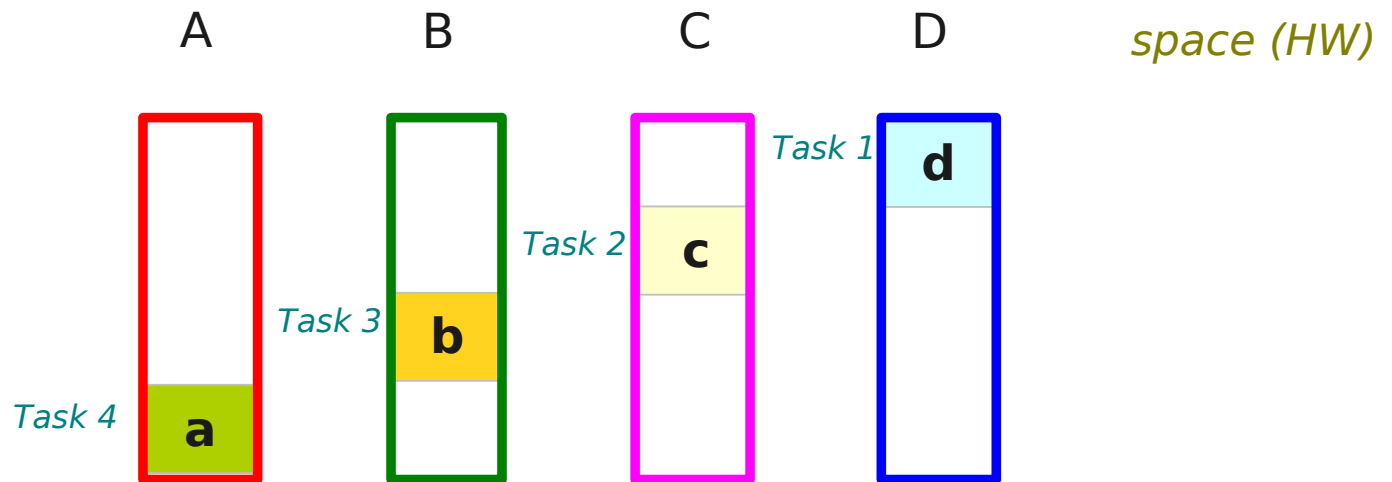 A B C D space (HW)
Task 1 d
Task 2 c
Task 3 b
Task 4 a